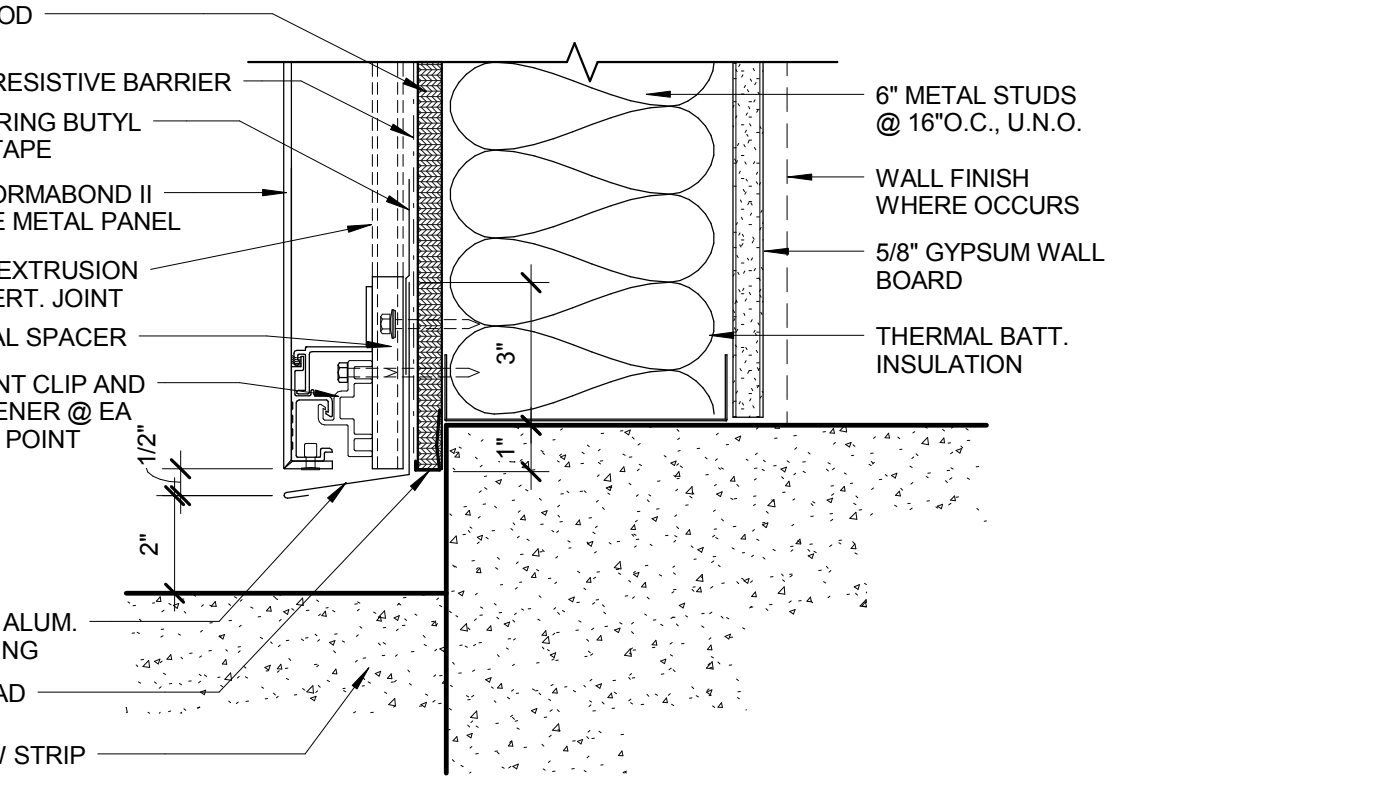 OD
RESISTIVE BARRIER
RING BUTYL
TAPE
ORMABOND II
E METAL PANEL
EXTRUSION
ERT. JOINT
AL SPACER
NT CLIP AND
ENER @ EA
POINT
1/2"
2"
ALUM.
NG
AD
STRIP
3"
1"
6" METAL STUDS
@ 16"O.C., U.N.O.
WALL FINISH
WHERE OCCURS
5/8" GYPSUM WALL
BOARD
THERMAL BATT.
INSULATION